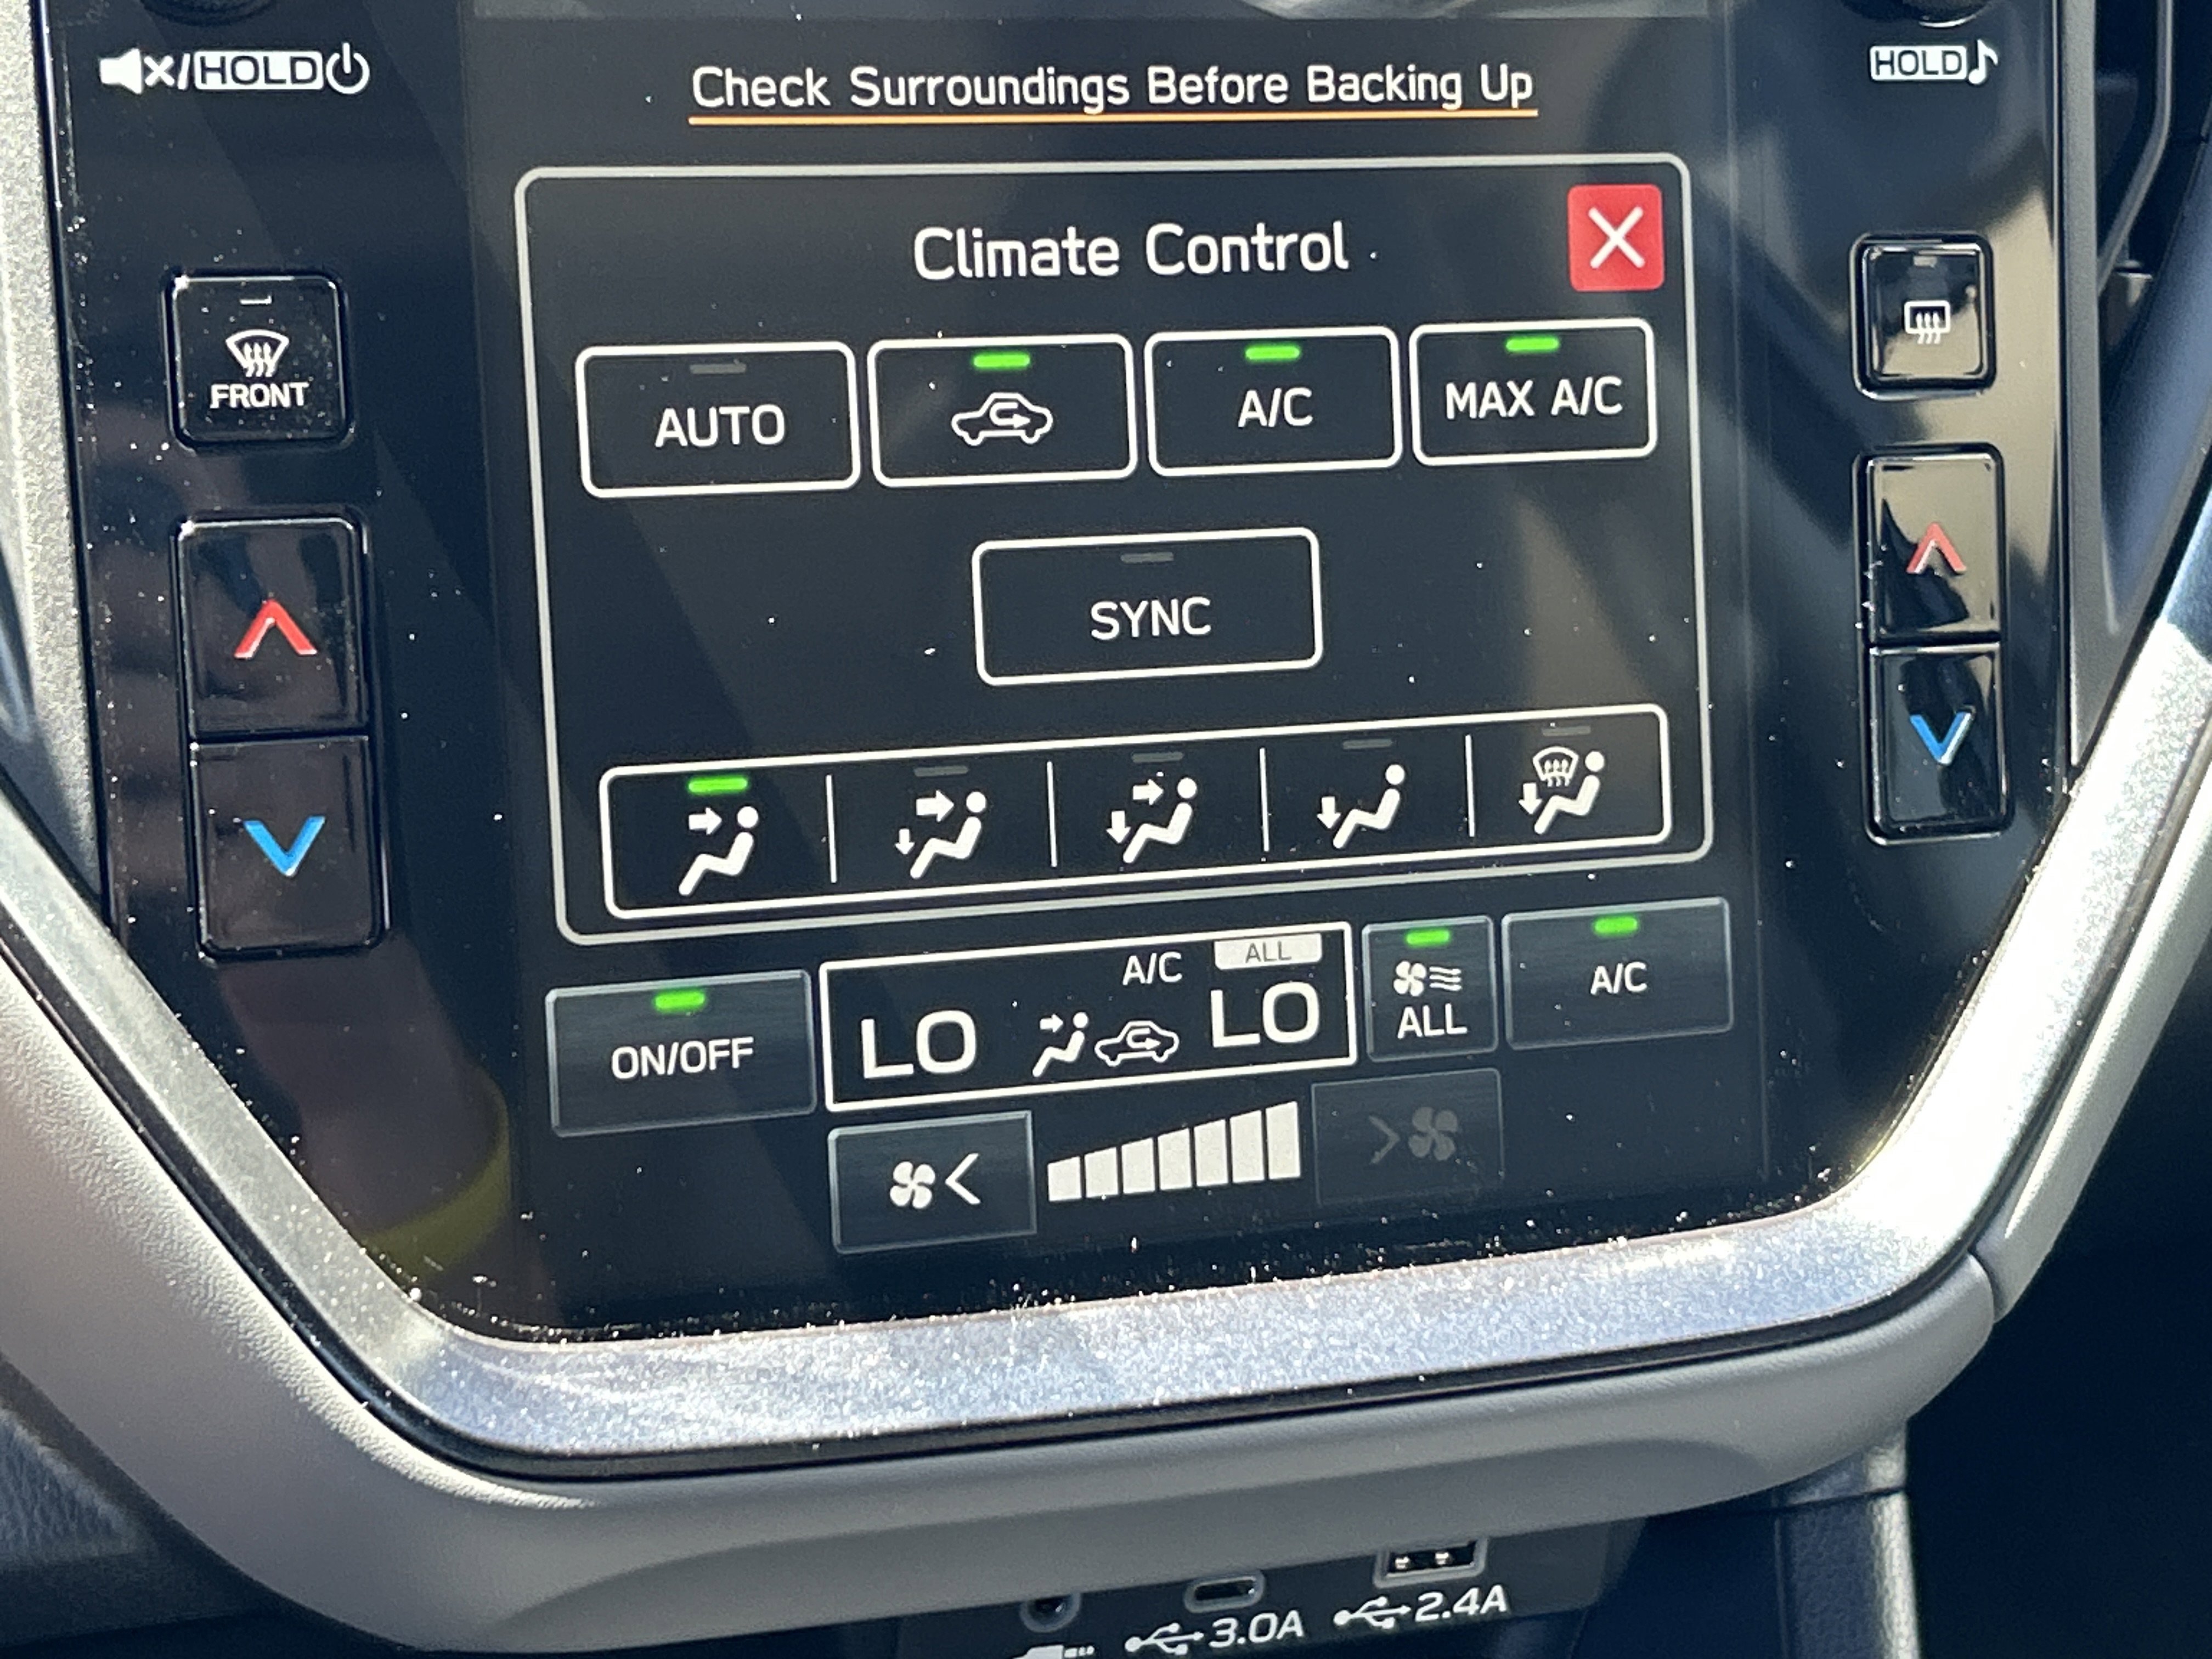 /HOLD
HOLD
Check Surroundings Before Backing Up
Climate Control
FRONT
AUTO
A/C
MAX A/C
SYNC
A/C
ALL
LO
LO
ON/OFF
ALL
A/C
3.0A
2.4A